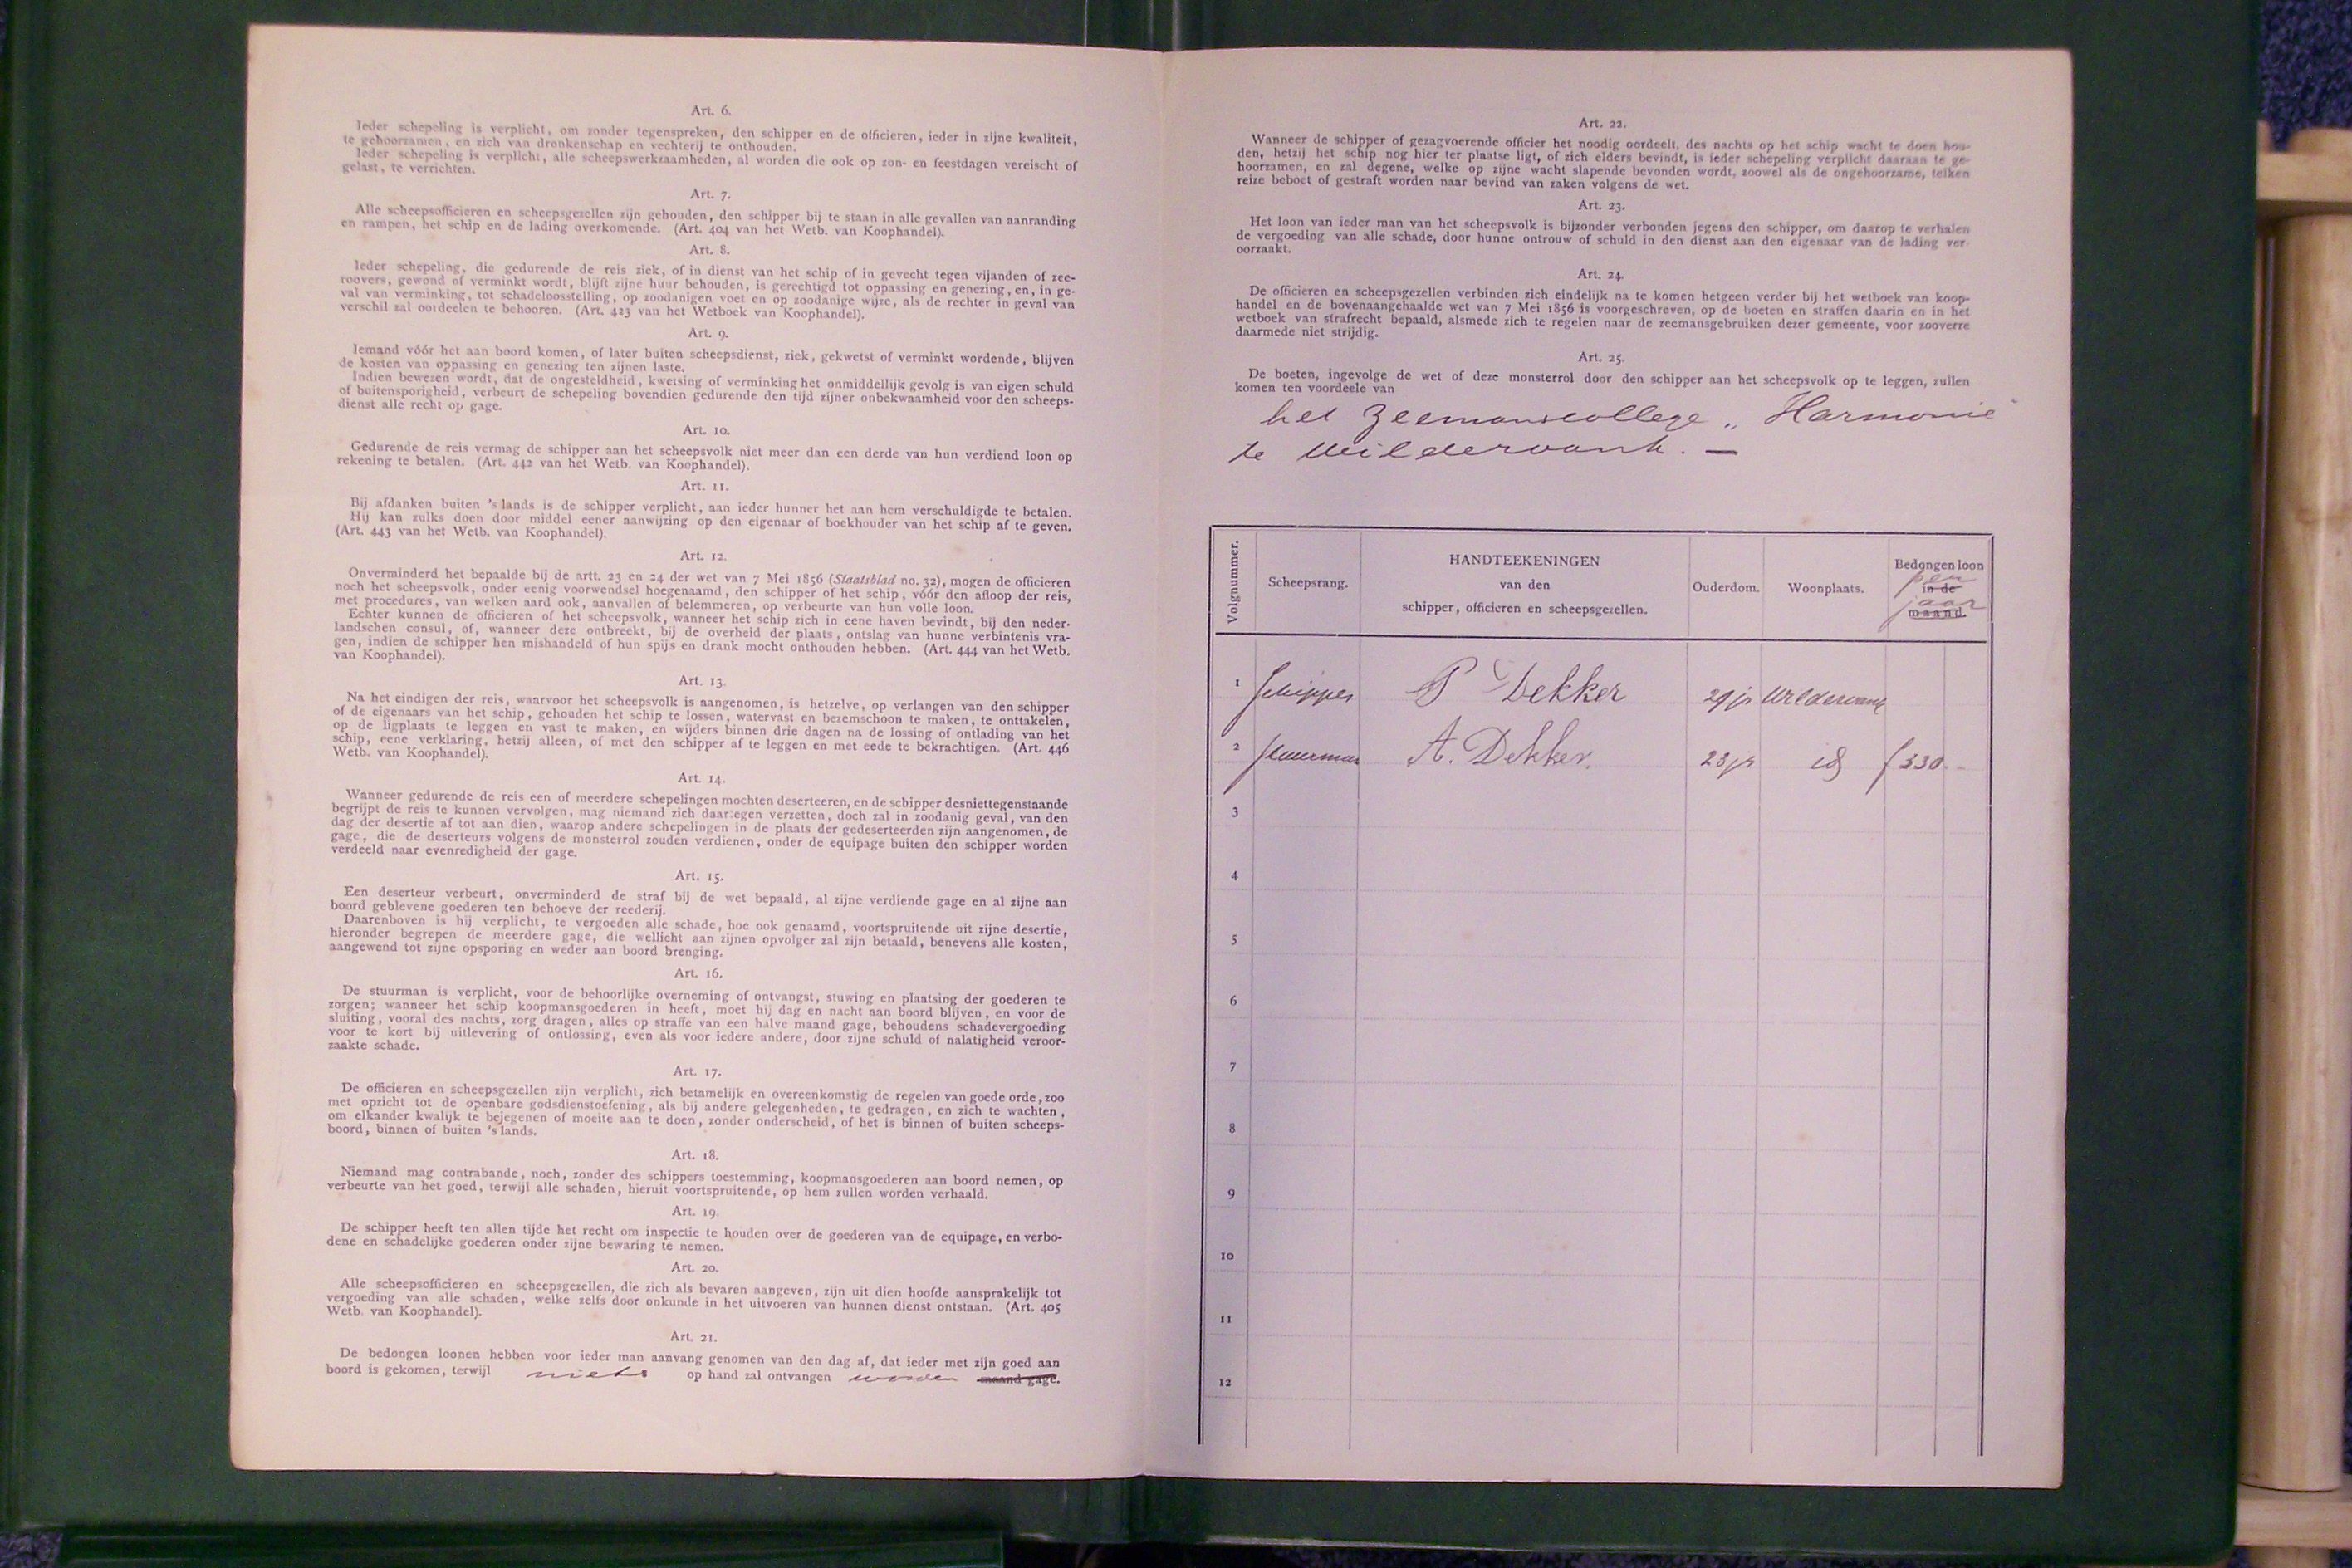 Art. 6.
Ieder schepeling is verplicht, om zonder tegenspreken, den schipper en de officieren, ieder in zijne kwaliteit,
te gehoorzamen, en zich van dronkenschap en vechterij te onthouden.
Ieder schepeling is verplicht, alle scheepswerkzaamheden, al worden die ook op zon- en feestdagen vereischt of
gelast, te verrichten.
Art. 7.
Alle scheepsofficieren en scheepsgezellen zijn gehouden, den schipper bij te staan in alle gevallen van aanranding
en rampen, het schip en de lading overkomende. (Art. 404 van het Wetb. van Koophandel).
Art. 8.
Ieder schepeling, die gedurende de reis ziek, of in dienst van het schip of in gevecht tegen vijanden of zee-
roovers, gewond of verminkt wordt, blijft zijne huur behouden, is gerechtigd tot oppassing en genezing, en, in ge-
val van verminking, tot schadeloosstelling, op zoodanigen voet en op zoodanige wijze, als de rechter in geval van
verschil zal oordeelen te behooren. (Art. 423 van het Wetboek van Koophandel).
Art. 9.
Iemand vóór het aan boord komen, of later buiten scheepsdienst, ziek, gekwetst of verminkt wordende, blijven
de kosten van oppassing en genezing ten zijnen laste.
Indien bewezen wordt, dat de ongesteldheid, kwetsing of verminking het onmiddellijk gevolg is van eigen schuld
of buitensporigheid, verbeurt de schepeling bovendien gedurende den tijd zijner onbekwaamheid voor den scheeps-
dienst alle recht op gage.
Art. 10.
Gedurende de reis vermag de schipper aan het scheepsvolk niet meer dan een derde van hun verdiend loon op
rekening te betalen. (Art. 442 van het Wetb. van Koophandel).
Art. 11.
Bij afdanken buiten 's lands is de schipper verplicht, aan ieder hunner het aan hem verschuldigde te betalen.
Hij kan zulks doen door middel eener aanwijzing op den eigenaar of boekhouder van het schip af te geven.
(Art. 443 van het Wetb. van Koophandel).
Art. 12.
Onverminderd het bepaalde bij de artt. 23 en 24 der wet van 7 Mei 1856 (Staatsblad no. 32), mogen de officieren
noch het scheepsvolk, onder eenig voorwendsel hoegenaamd, den schipper of het schip, vóór den afloop der reis,
met procedures, van welken aard ook, aanvallen of belemmeren, op verbeurte van hun volle loon.
Echter kunnen de officieren of het scheepsvolk, wanneer het schip zich in eene haven bevindt, bij den neder-
landschen consul, of, wanneer deze ontbreekt, bij de overheid der plaats, ontslag van hunne verbintenis vra-
gen, indien de schipper hen mishandeld of hun spijs en drank mocht onthouden hebben. (Art. 444 van het Wetb.
van Koophandel).
Art. 13.
Na het eindigen der reis, waarvoor het scheepsvolk is aangenomen, is hetzelve, op verlangen van den schipper
of de eigenaars van het schip, gehouden het schip te lossen, watervast en bezemschoon te maken, te onttakelen,
op de ligplaats te leggen en vast te maken, en wijders binnen drie dagen na de lossing of ontlading van het
schip, eene verklaring, hetzij alleen, of met den schipper af te leggen en met eede te bekrachtigen. (Art. 446
Wetb. van Koophandel).
Art. 14.
Wanneer gedurende de reis een of meerdere schepelingen mochten deserteeren, en de schipper desniettegenstaande
begrijpt de reis te kunnen vervolgen, mag niemand zich daartegen verzetten, doch zal in zoodanig geval, van den
dag der desertie af tot aan dien, waarop andere schepelingen in de plaats der gedeserteerden zijn aangenomen, de
gage, die de deserteurs volgens de monsterrol zouden verdienen, onder de equipage buiten den schipper worden
verdeeld naar evenredigheid der gage.
Art. 15.
Een deserteur verbeurt, onverminderd de straf bij de wet bepaald, al zijne verdiende gage en al zijne aan
boord geblevene goederen ten behoeve der reederij.
Daarenboven is hij verplicht, te vergoeden alle schade, hoe ook genaamd, voortspruitende uit zijne desertie,
hieronder begrepen de meerdere gage, die wellicht aan zijnen opvolger zal zijn betaald, benevens alle kosten,
aangewend tot zijne opsporing en weder aan boord brenging.
Art. 16.
De stuurman is verplicht, voor de behoorlijke overneming of ontvangst, stuwing en plaatsing der goederen te
zorgen; wanneer het schip koopmansgoederen in heeft, moet hij dag en nacht aan boord blijven, en voor de
sluiting, vooral des nachts, zorg dragen, alles op straffe van een halve maand gage, behoudens schadevergoeding
voor te kort bij uitlevering of ontlossing, even als voor iedere andere, door zijne schuld of nalatigheid veroor-
zaakte schade.
Art. 17.
De officieren en scheepsgezellen zijn verplicht, zich betamelijk en overeenkomstig de regelen van goede orde, zoo
met opzicht tot de openbare godsdienstoefening, als bij andere gelegenheden, te gedragen, en zich te wachten,
om elkander kwalijk te bejegenen of moeite aan te doen, zonder onderscheid, of het is binnen of buiten scheeps-
boord, binnen of buiten 's lands.
Art. 18.
Niemand mag contrabande, noch, zonder des schippers toestemming, koopmansgoederen aan boord nemen, op
verbeurte van het goed, terwijl alle schaden, hieruit voortspruitende, op hem zullen worden verhaald.
Art. 19.
De schipper heeft ten allen tijde het recht om inspectie te houden over de goederen van de equipage, en verbo-
dene en schadelijke goederen onder zijne bewaring te nemen.
Art. 20.
Alle scheepsofficieren en scheepsgezellen, die zich als bevaren aangeven, zijn uit dien hoofde aansprakelijk tot
vergoeding van alle schaden, welke zelfs door onkunde in het uitvoeren van hunnen dienst ontstaan. (Art. 405
Wetb. van Koophandel).
Art. 21.
De bedongen loonen hebben voor ieder man aanvang genomen van den dag af, dat ieder met zijn goed aan
boord is gekomen, terwijl niets op hand zal ontvangen worden maand gage.
Art. 22.
Wanneer de schipper of gezagvoerende officier het noodig oordeelt, des nachts op het schip wacht te doen hou-
den, hetzij het schip nog hier ter plaatse ligt, of zich elders bevindt, is ieder schepeling verplicht daaraan te ge-
hoorzamen, en zal degene, welke op zijne wacht slapende bevonden wordt, zoowel als de ongehoorzame, telken
reize beboet of gestraft worden naar bevind van zaken volgens de wet.
Art. 23.
Het loon van ieder man van het scheepsvolk is bijzonder verbonden jegens den schipper, om daarop te verhalen
de vergoeding van alle schade, door hunne ontrouw of schuld in den dienst aan den eigenaar van de lading ver-
oorzaakt.
Art. 24.
De officieren en scheepsgezellen verbinden zich eindelijk na te komen hetgeen verder bij het wetboek van koop-
handel en de bovenaangehaalde wet van 7 Mei 1856 is voorgeschreven, op de boeten en straffen daarin en in het
wetboek van strafrecht bepaald, alsmede zich te regelen naar de zeemansgebruiken dezer gemeente, voor zooverre
daarmede niet strijdig.
Art. 25.
De boeten, ingevolge de wet of deze monsterrol door den schipper aan het scheepsvolk op te leggen, zullen
komen ten voordeele van
het Zeemanscollege „ Harmonie "
te Wildervank. —
Volgnummer. Scheepsrang. HANDTEEKENINGEN van den schipper, officieren en scheepsgezellen. Ouderdom. Woonplaats. Bedongen loon in de maand. per jaar
1 Schipper P Dekker 29 jr Wildervank
2 Stuurman A. Dekker. 23 jr id ƒ 330.-
3
4
5
6
7
8
9
10
11
12